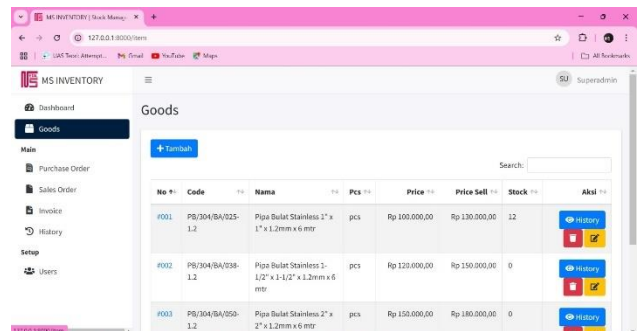 MS INVENTORY | Stock Manag
127.0.0.1:8000/item
Gmail
YouTube
Maps
All Bookmarks
MS INVENTORY
SU Superadmin
Dashboard
Goods
Main
Purchase Order
Sales Order
Invoice
History
Setup
Users
Goods
+Tambah
Search:
No Code Nama Pcs Price Price Sell Stock Aksi
#001 PB/304/BA/025-1.2 Pipa Bulat Stainless 1" x pcs Rp 100.000,00 Rp 130.000,00 12 History
1" x 1.2mm x 6 mtr
#002 PB/304/BA/038-1.2 Pipa Bulat Stainless 1- pcs Rp 120.000,00 Rp 150.000,00 0 History
1/2" x 1-1/2" x 1.2mm x 6
mtr
#003 PB/304/BA/050-1.2 Pipa Bulat Stainless 2" x pcs Rp 150.000,00 Rp 180.000,00 0 History
2" x 1.2mm x 6 mtr